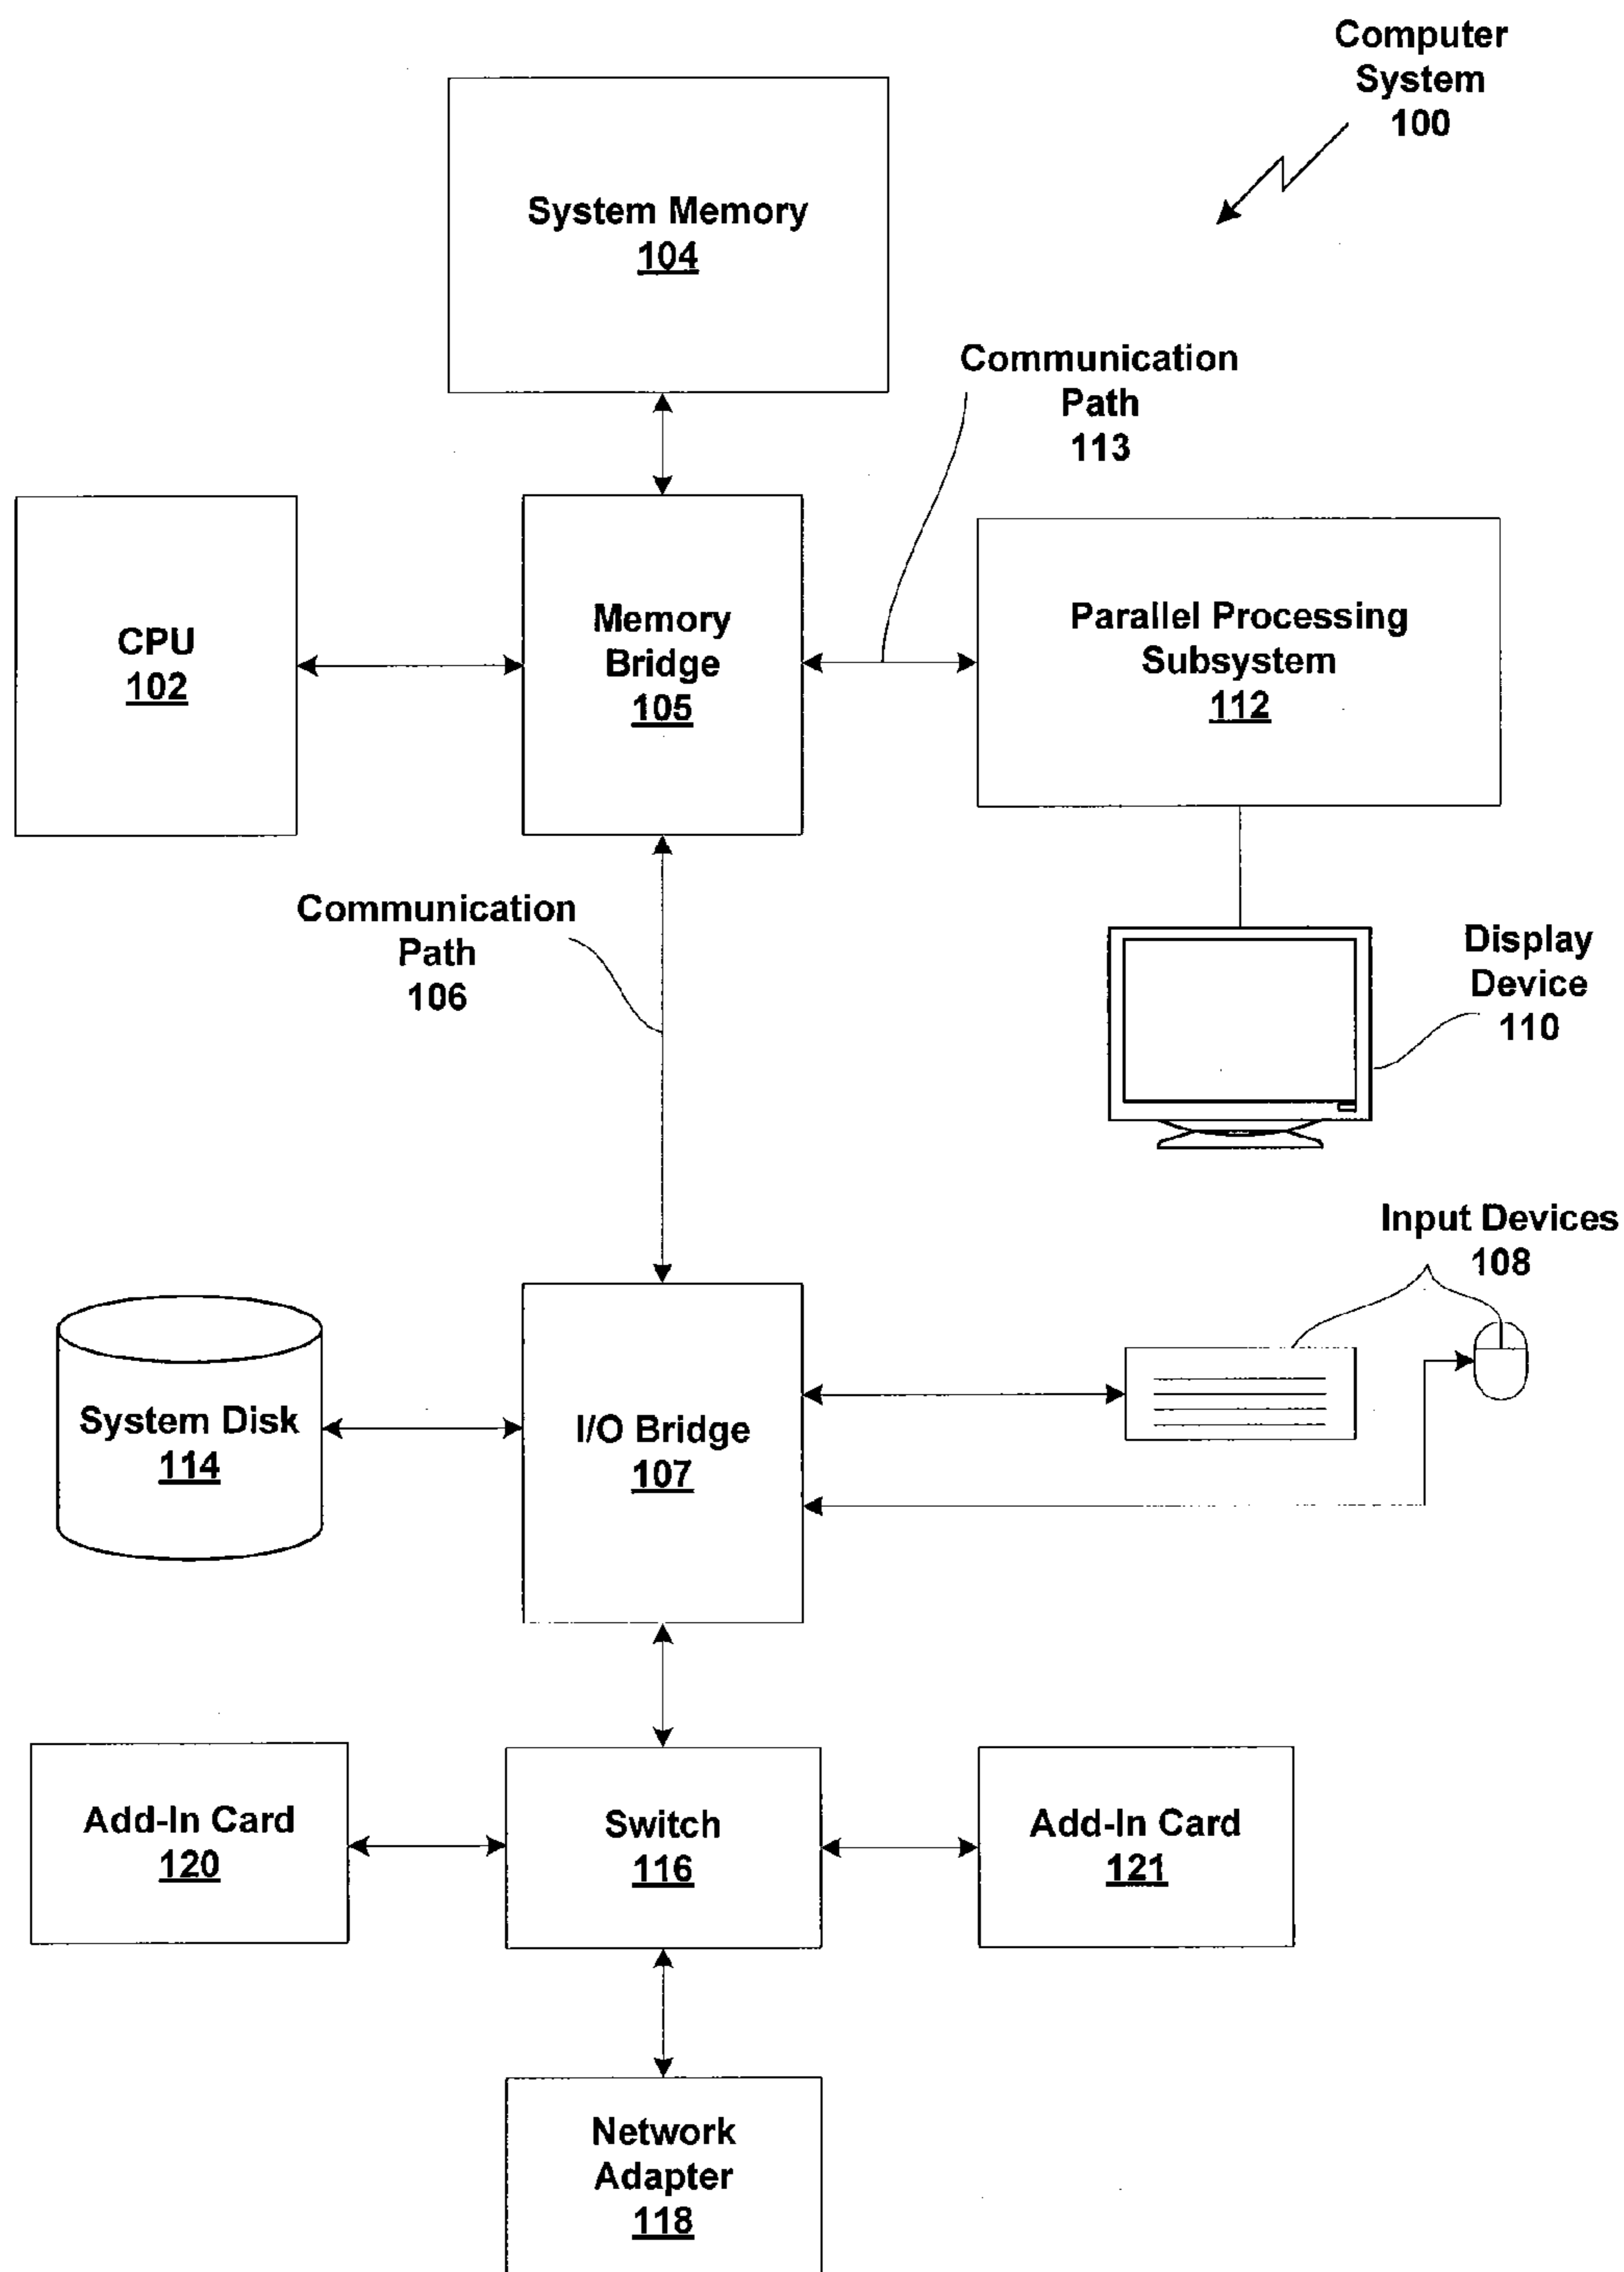 Computer
System
100
System Memory
104
Communication
Path
113
CPU
102
Memory
Bridge
105
Parallel Processing
Subsystem
112
Communication
Path
106
Display
Device
110
Input Devices
108
System Disk
114
I/O Bridge
107
Add-In Card
120
Switch
116
Add-In Card
121
Network
Adapter
118